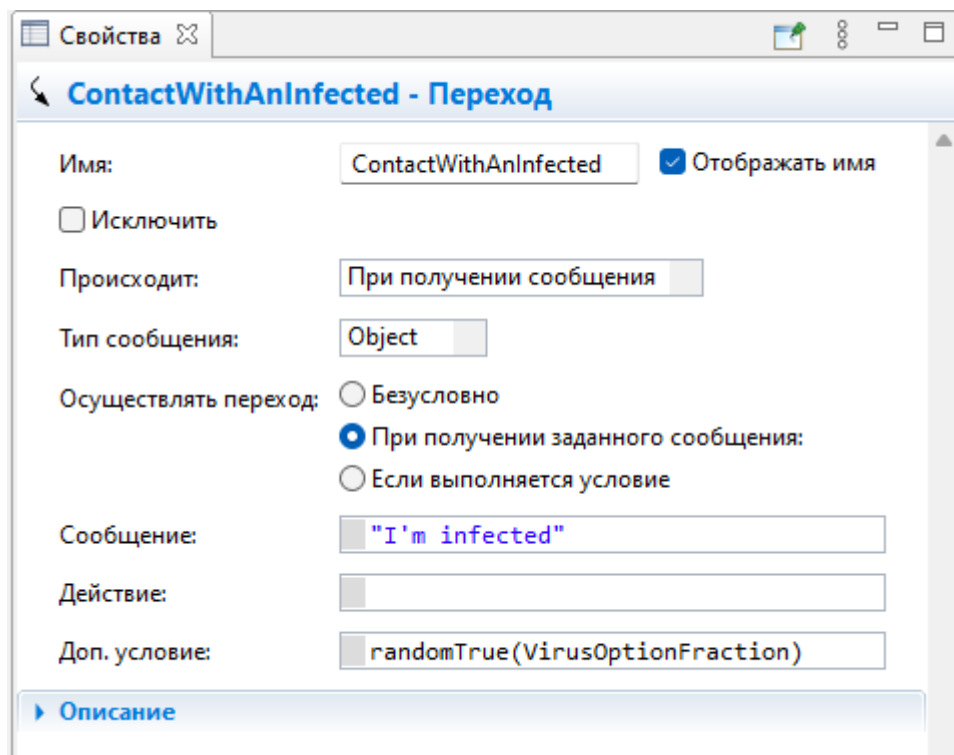 Свойства
ContactWithAnInfected - Переход
Имя: ContactWithAnInfected Отображать имя
Исключить
Происходит: При получении сообщения
Тип сообщения: Object
Осуществлять переход: Безусловно
При получении заданного сообщения:
Если выполняется условие
Сообщение: "I'm infected"
Действие:
Доп. условие: randomTrue(VirusOptionFraction)
Описание